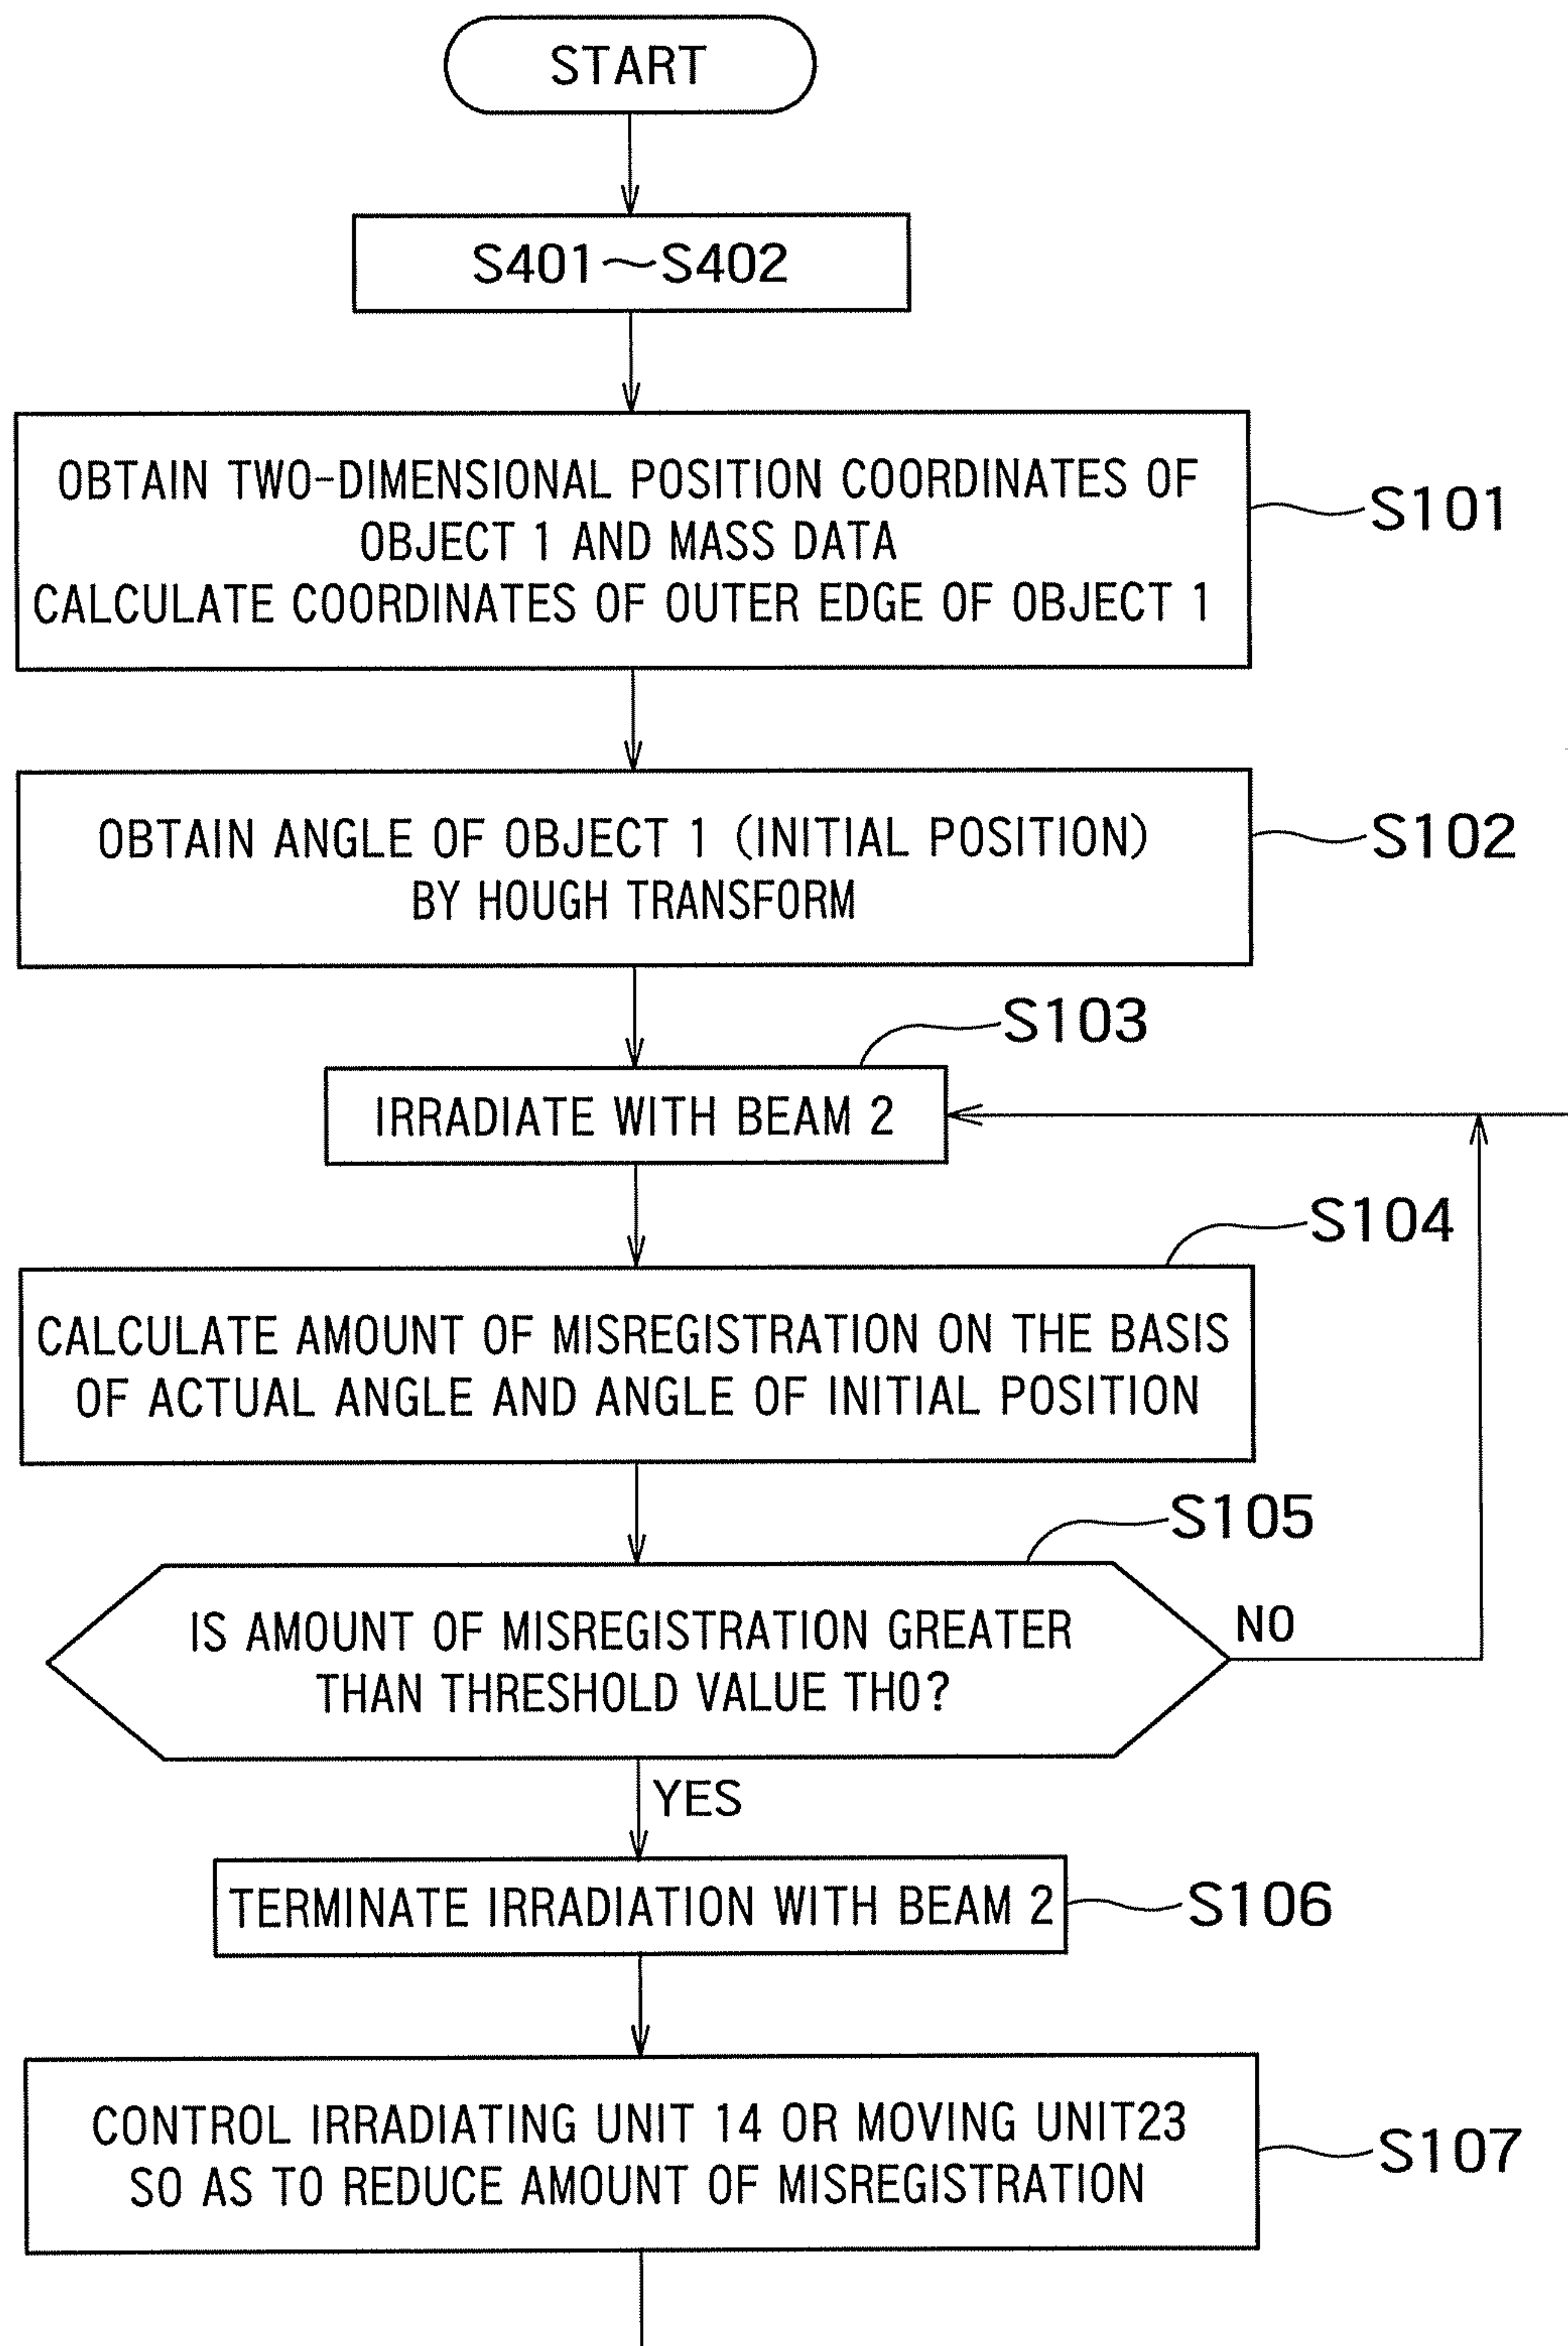 START
S401～S402
OBTAIN TWO-DIMENSIONAL POSITION COORDINATES OF
OBJECT 1 AND MASS DATA
CALCULATE COORDINATES OF OUTER EDGE OF OBJECT 1
S101
OBTAIN ANGLE OF OBJECT 1 (INITIAL POSITION)
BY HOUGH TRANSFORM
S102
S103
IRRADIATE WITH BEAM 2
S104
CALCULATE AMOUNT OF MISREGISTRATION ON THE BASIS
OF ACTUAL ANGLE AND ANGLE OF INITIAL POSITION
S105
IS AMOUNT OF MISREGISTRATION GREATER
THAN THRESHOLD VALUE TH0?
NO
YES
TERMINATE IRRADIATION WITH BEAM 2
S106
CONTROL IRRADIATING UNIT 14 OR MOVING UNIT23
SO AS TO REDUCE AMOUNT OF MISREGISTRATION
S107